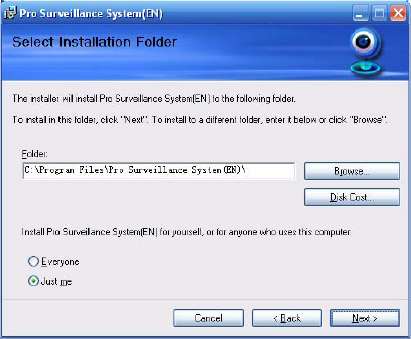 Pro Surveillance System(EN)
Select Installation Folder
The installer will install Pro Surveillance System(EN) to the following folder.
To install in this folder, click "Next". To install to a different folder, enter it below or click "Browse".
Folder:
C:\Program Files\Pro Surveillance System(EN)\
Browse...
Disk Cost...
Install Pro Surveillance System(EN) for yourself, or for anyone who uses this computer:
Everyone
Just me
Cancel
< Back
Next >